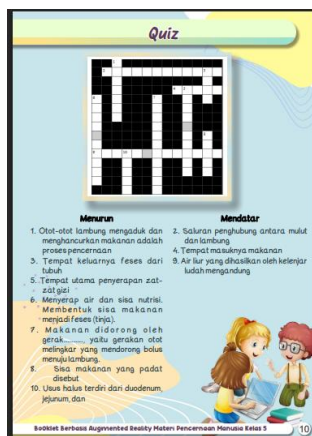 Quiz
Menurun
1. Otot-otot lambung mengaduk dan
menghancurkan makanan adalah
proses pencernaan
3. Tempat keluarnya feses dari
tubuh
5. Tempat utama penyerapan zat-
zat gizi
6. Menyerap air dan sisa nutrisi.
Membentuk sisa makanan
menjadi feses (tinja).
7. Makanan didorong oleh
gerak........, yaitu gerakan otot
melingkar yang mendorong bolus
menuju lambung.
8. Sisa makanan yang padat
disebut
10. Usus halus terdiri dari duodenum,
jejunum, dan
Mendatar
2. Saluran penghubung antara mulut
dan lambung
4. Tempat masuknya makanan
9. Air liur yang dihasilkan oleh kelenjar
ludah mengandung
Booklet Berbasis Augmented Reality Materi Pencernaan Manusia Kelas 5
10